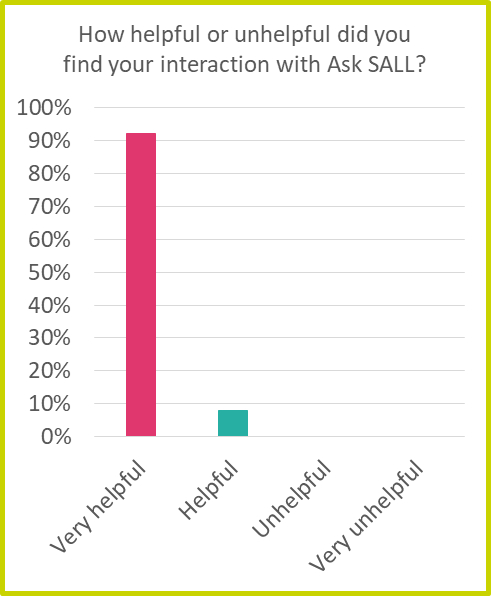 How helpful or unhelpful did you
find your interaction with Ask SALL?
100%
90%
80%
70%
60%
50%
40%
30%
20%
10%
0%
Very helpful
Helpful
Unhelpful
Very unhelpful